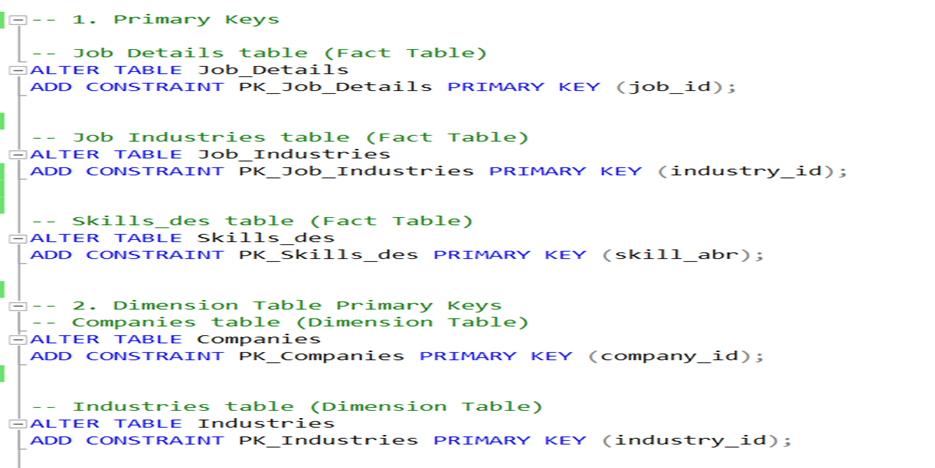 -- 1. Primary Keys
-- Job Details table (Fact Table)
ALTER TABLE Job_Details
ADD CONSTRAINT PK_Job_Details PRIMARY KEY (job_id);
-- Job Industries table (Fact Table)
ALTER TABLE Job_Industries
ADD CONSTRAINT PK_Job_Industries PRIMARY KEY (industry_id);
-- Skills_des table (Fact Table)
ALTER TABLE Skills_des
ADD CONSTRAINT PK_Skills_des PRIMARY KEY (skill_abr);
-- 2. Dimension Table Primary Keys
-- Companies table (Dimension Table)
ALTER TABLE Companies
ADD CONSTRAINT PK_Companies PRIMARY KEY (company_id);
-- Industries table (Dimension Table)
ALTER TABLE Industries
ADD CONSTRAINT PK_Industries PRIMARY KEY (industry_id);